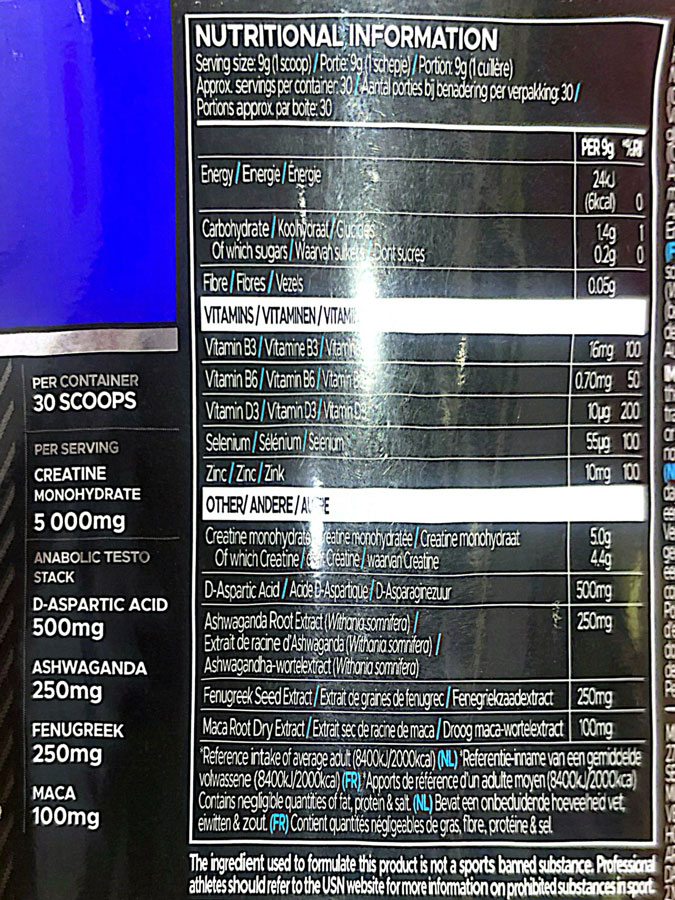 PER CONTAINER
30 SCOOPS
PER SERVING
CREATINE
MONOHYDRATE
5 000mg
ANABOLIC TESTO
STACK
D-ASPARTIC ACID
500mg
ASHWAGANDA
250mg
FENUGREEK
250mg
MACA
100mg
NUTRITIONAL INFORMATION
Serving size: 9g (1 scoop) / Portie: 9g (1 schepje) / Portion: 9g (1 cuillère)
Approx. servings per container: 30 / Aantal porties bij benadering per verpakking: 30 /
Portions approx. par boîte: 30
PER 9g *%RI
Energy / Energie / Énergie 24kJ
(6kcal) 0
Carbohydrate / Koolhydraat / Glucides 1.4g 1
Of which sugars / Waarvan suikers / Dont sucres 0.2g 0
Fibre / Fibres / Vezels 0.05g
VITAMINS / VITAMINEN /
Vitamin B3 / Vitamine B3 / 16mg 100
Vitamin B6 / Vitamin B6 / 0.70mg 50
Vitamin D3 / Vitamin D3 / 10µg 200
Selenium / Sélénium / Selenium 55µg 100
Zinc / Zinc / Zink 10mg 100
OTHER/ ANDERE /
Creatine monohydrate / Créatine monohydratée / Creatine monohydraat 5.0g
Of which Creatine / Créatine / waarvan Creatine 4.4g
D-Aspartic Acid / Acide D-Aspartique / D-Asparaginezuur 500mg
Ashwaganda Root Extract (Withania somnifera) / 250mg
Extrait de racine d'Ashwaganda (Withania somnifera) /
Ashwagandha-wortelextract (Withania somnifera)
Fenugreek Seed Extract / Extrait de graines de fenugrec / Fenegriekzaadextract 250mg
Maca Root Dry Extract / Extrait sec de racine de maca / Droog maca-wortelextract 100mg
*Reference intake of average adult (8400kJ/2000kcal) (NL) *Referentie-inname van een gemiddelde
volwassene (8400kJ/2000kcal) (FR) *Apports de référence d'un adulte moyen (8400kJ/2000kcal)
Contains negligible quantities of fat, protein & salt. (NL) Bevat een onbeduidende hoeveelheid vet,
eiwitten & zout. (FR) Contient quantités négligeables de gras, fibre, protéine & sel.
The ingredient used to formulate this product is not a sports banned substance. Professional
athletes should refer to the USN website for more information on prohibited substances in sport.